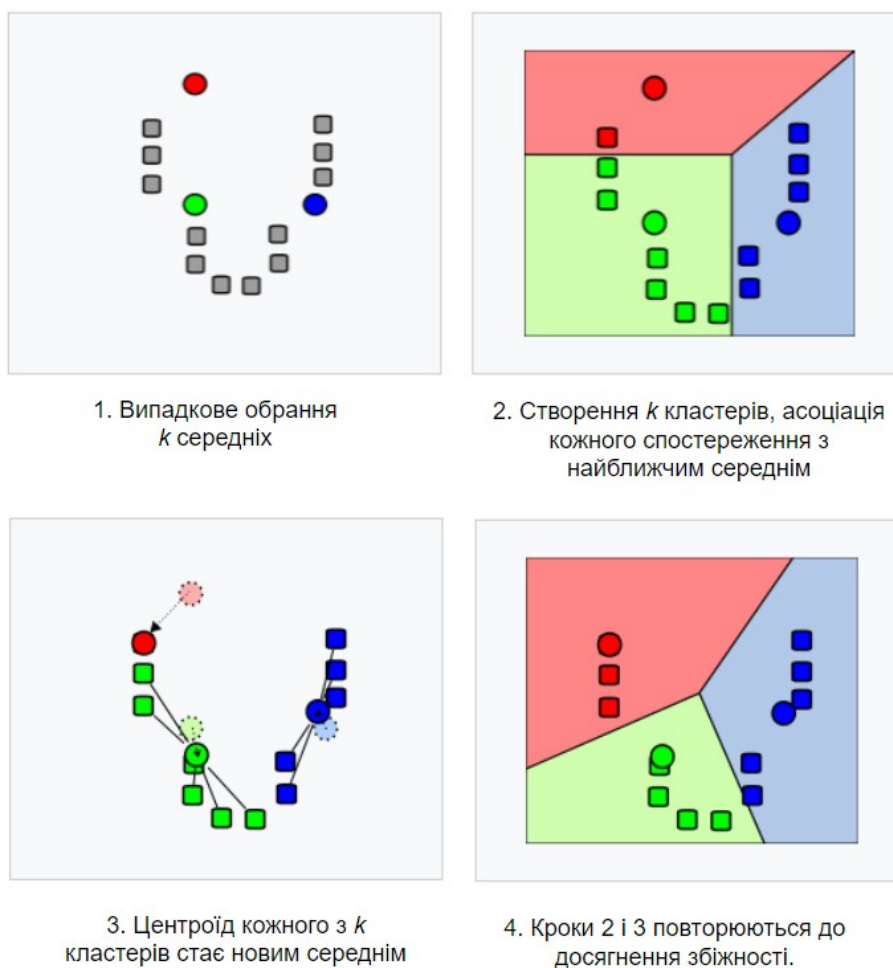 1. Випадкове обрання
k середніх
2. Створення k кластерів, асоціація
кожного спостереження з
найближчим середнім
3. Центроїд кожного з k
кластерів стає новим середнім
4. Кроки 2 і 3 повторюються до
досягнення збіжності.